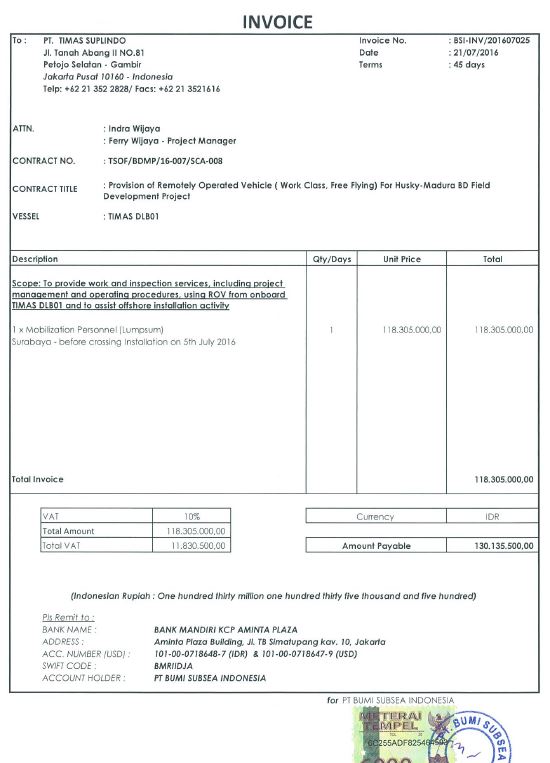 INVOICE
To : PT. TIMAS SUPLINDO Invoice No. : BSI-INV/201607025
Jl. Tanah Abang II NO.81 Date : 21/07/2016
Petojo Selatan - Gambir Terms : 45 days
Jakarta Pusat 10160 - Indonesia
Telp: +62 21 352 2828/ Facs: +62 21 3521616
ATTN. : Indra Wijaya
: Ferry Wijaya - Project Manager
CONTRACT NO. : TSOF/BDMP/16-007/SCA-008
CONTRACT TITLE : Provision of Remotely Operated Vehicle ( Work Class, Free Flying) For Husky-Madura BD Field
Development Project
VESSEL : TIMAS DLB01
Description Qty/Days Unit Price Total
Scope: To provide work and inspection services, including project
management and operating procedures, using ROV from onboard
TIMAS DLB01 and to assist offshore installation activity
1 x Mobilization Personnel (Lumpsum) 1 118.305.000,00 118.305.000,00
Surabaya - before crossing Installation on 5th July 2016
Total Invoice 118.305.000,00
VAT 10% Currency IDR
Total Amount 118.305.000,00
Total VAT 11.830.500,00 Amount Payable 130.135.500,00
(Indonesian Rupiah : One hundred thirty million one hundred thirty five thousand and five hundred)
Pls Remit to :
BANK NAME : BANK MANDIRI KCP AMINTA PLAZA
ADDRESS : Aminta Plaza Building, Jl. TB Simatupang kav. 10, Jakarta
ACC. NUMBER (USD) : 101-00-0718648-7 (IDR) & 101-00-0718647-9 (USD)
SWIFT CODE : BMRIIDJA
ACCOUNT HOLDER : PT BUMI SUBSEA INDONESIA
for PT BUMI SUBSEA INDONESIA
METERAI
TEMPEL
BUMI SUBSEA